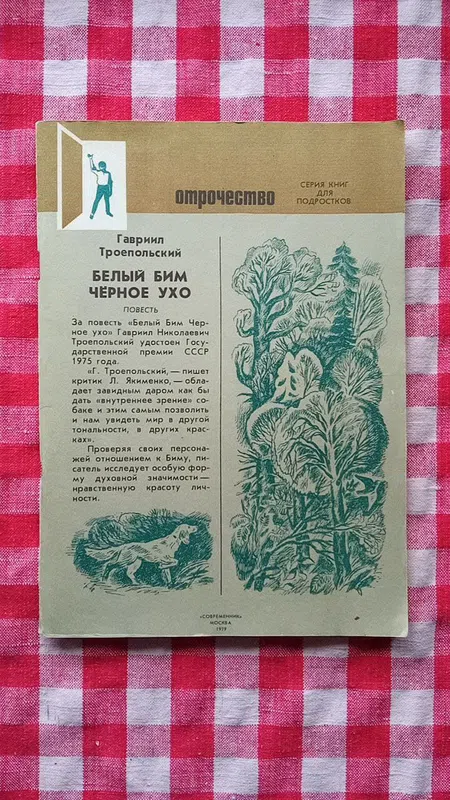 отрочество
СЕРИЯ КНИГ
ДЛЯ
ПОДРОСТКОВ
Гавриил
Троепольский
БЕЛЫЙ БИМ
ЧЁРНОЕ УХО
ПОВЕСТЬ
За повесть «Белый Бим Чер-
ное ухо» Гавриил Николаевич
Троепольский удостоен Госу-
дарственной премии СССР
1975 года.
«Г. Троепольский, — пишет
критик Л. Якименко, — обла-
дает завидным даром как бы
дать «внутреннее зрение» со-
баке и этим самым позволить
и нам увидеть мир в другой
тональности, в других крас-
ках».
Проверяя своих персона-
жей отношением к Биму, пи-
сатель исследует особую фор-
му духовной значимости —
нравственную красоту лич-
ности.
«СОВРЕМЕННИК»
МОСКВА
1979